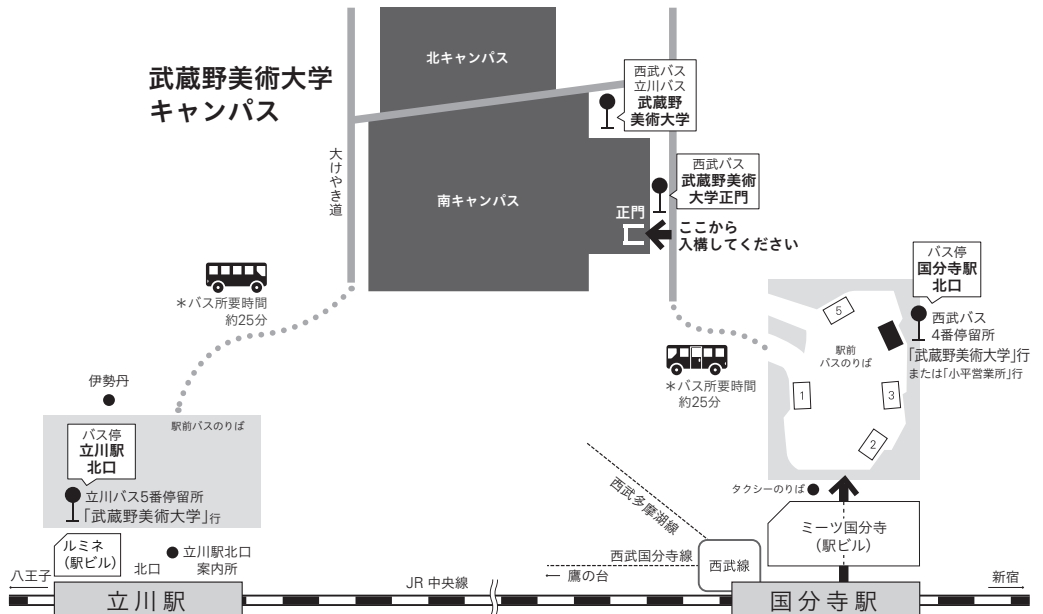 武蔵野美術大学
キャンパス
北キャンパス
西武バス
立川バス
武蔵野
美術大学
大けやき道
南キャンパス
西武バス
武蔵野美術
大学正門
正門
ここから
入構してください
＊バス所要時間
約25分
バス停
国分寺駅
北口
西武バス
4番停留所
「武蔵野美術大学」行
または「小平営業所」行
5
駅前
バスのりば
1
3
2
＊バス所要時間
約25分
伊勢丹
駅前バスのりば
バス停
立川駅
北口
立川バス5番停留所
「武蔵野美術大学」行
ルミネ
(駅ビル)
北口
立川駅北口
案内所
西武多摩湖線
タクシーのりば
ミーツ国分寺
(駅ビル)
西武国分寺線
← 鷹の台
西武線
八王子
JR 中央線
新宿
立川駅
国分寺駅